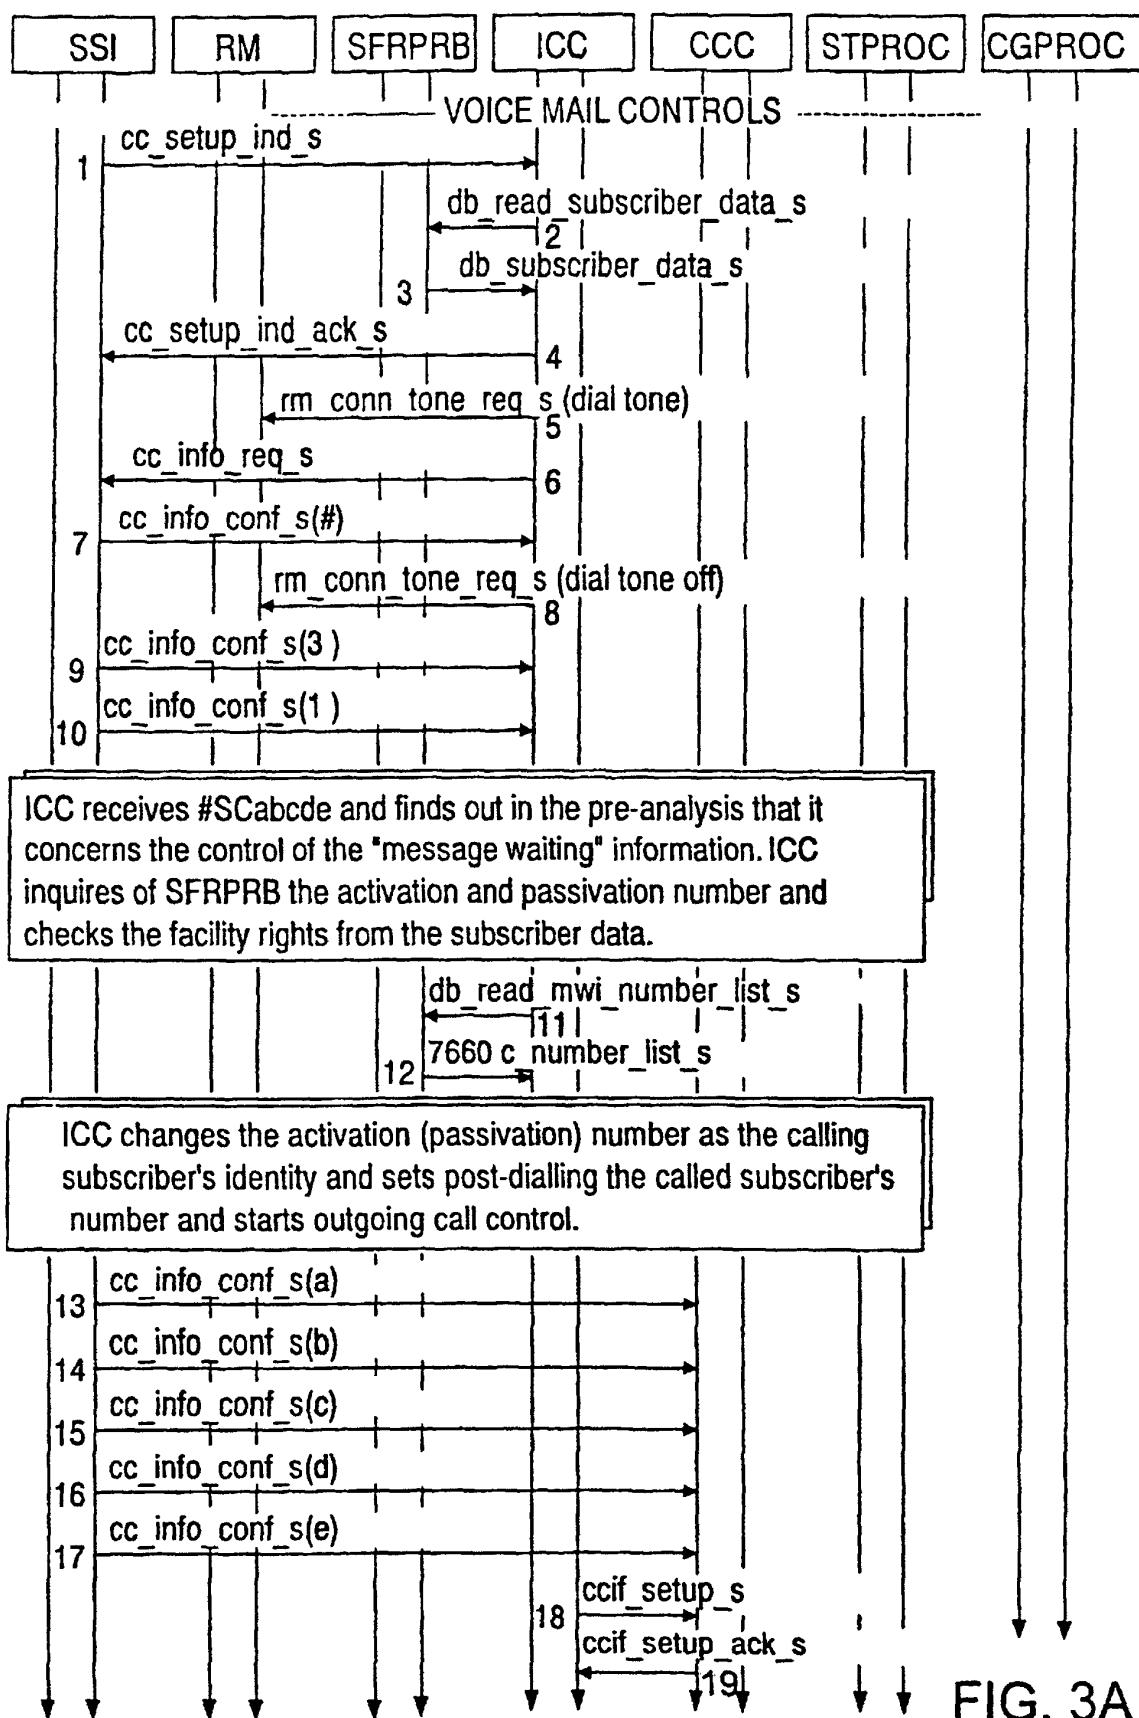 SSI RM SFRPRB ICC CCC STPROC CGPROC
VOICE MAIL CONTROLS
cc_setup_ind_s
1
db_read_subscriber_data_s
2
db_subscriber_data_s
3
cc_setup_ind_ack_s
4
rm_conn_tone_req_s (dial tone)
5
cc_info_req_s
6
cc_info_conf_s(#)
7
rm_conn_tone_req_s (dial tone off)
8
cc_info_conf_s(3 )
9
cc_info_conf_s(1 )
10
ICC receives #SCabcde and finds out in the pre-analysis that it
concerns the control of the "message waiting" information. ICC
inquires of SFRPRB the activation and passivation number and
checks the facility rights from the subscriber data.
db_read_mwi_number_list_s
11
7660 c_number_list_s
12
ICC changes the activation (passivation) number as the calling
subscriber's identity and sets post-dialling the called subscriber's
number and starts outgoing call control.
cc_info_conf_s(a)
13
cc_info_conf_s(b)
14
cc_info_conf_s(c)
15
cc_info_conf_s(d)
16
cc_info_conf_s(e)
17
ccif_setup_s
18
ccif_setup_ack_s
19
FIG. 3A